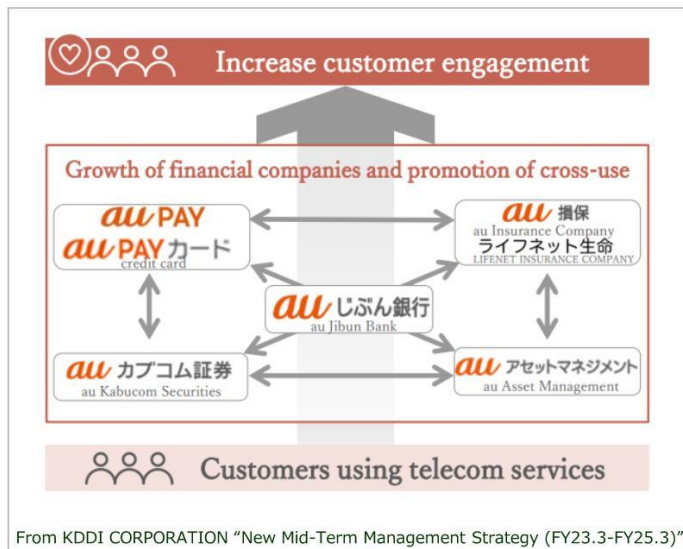 Increase customer engagement
Growth of financial companies and promotion of cross-use
au PAY
au PAY カード
credit card
au 損保
au Insurance Company
ライフネット生命
LIFENET INSURANCE COMPANY
au じぶん銀行
au Jibun Bank
au カブコム証券
au Kabucom Securities
au アセットマネジメント
au Asset Management
Customers using telecom services
From KDDI CORPORATION “New Mid-Term Management Strategy (FY23.3-FY25.3)”